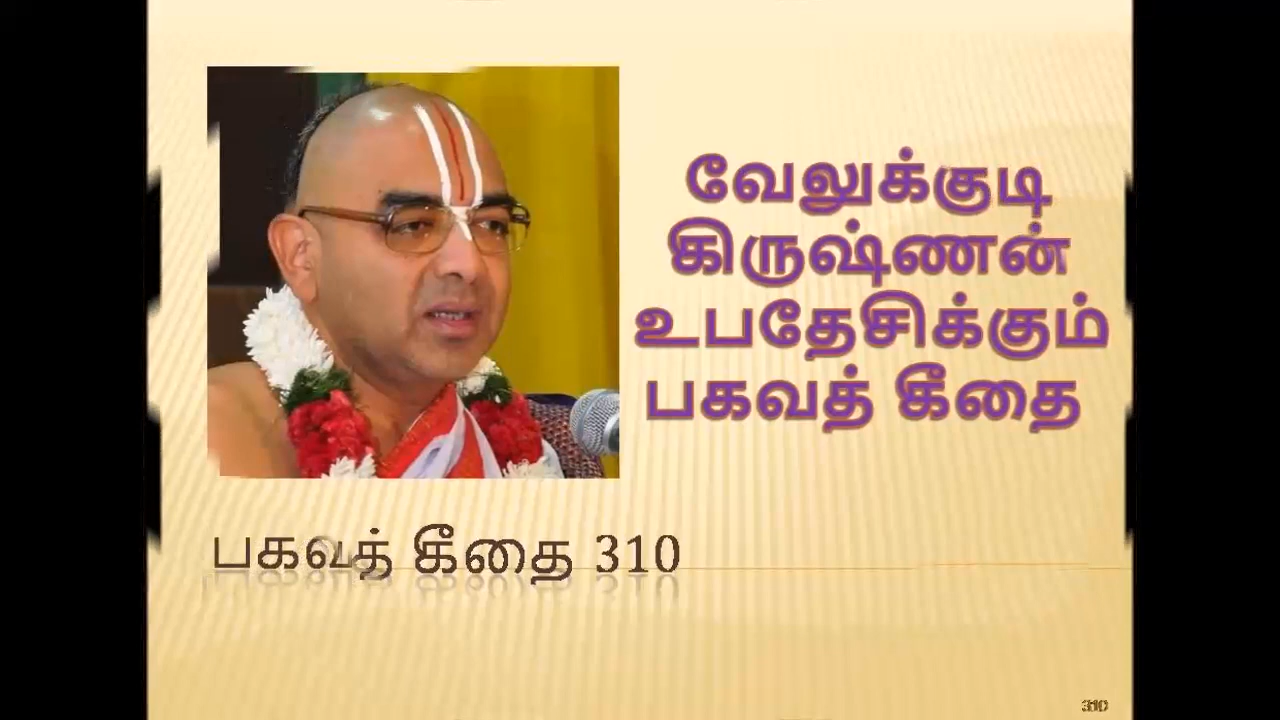 வேலுக்குடி
கிருஷ்ணன்
உபதேசிக்கும்
பகவத் கீதை
பகவத் கீதை 310
310